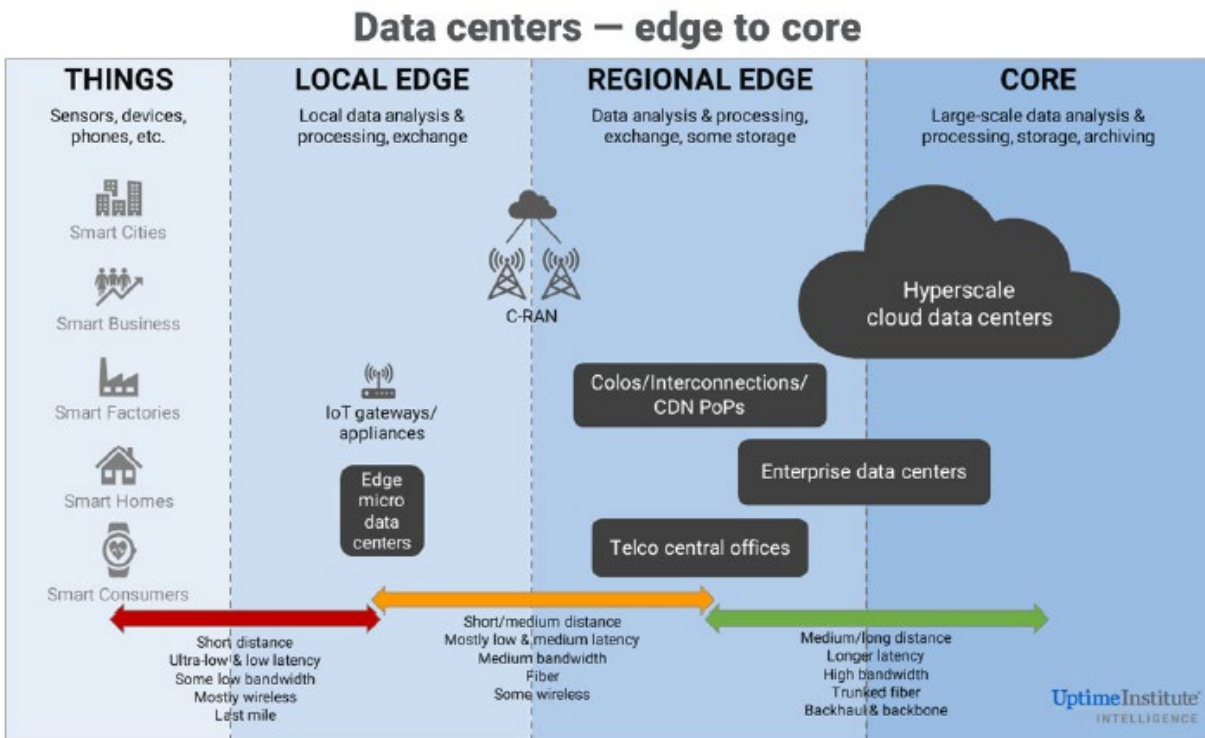 Data centers — edge to core
THINGS
Sensors, devices,
phones, etc.
LOCAL EDGE
Local data analysis &
processing, exchange
REGIONAL EDGE
Data analysis & processing,
exchange, some storage
CORE
Large-scale data analysis &
processing, storage, archiving
Smart Cities
Smart Business
Smart Factories
Smart Homes
Smart Consumers
C-RAN
IoT gateways/
appliances
Edge
micro
data
centers
Hyperscale
cloud data centers
Colos/Interconnections/
CDN PoPs
Enterprise data centers
Telco central offices
Short distance
Ultra-low & low latency
Some low bandwidth
Mostly wireless
Last mile
Short/medium distance
Mostly low & medium latency
Medium bandwidth
Fiber
Some wireless
Medium/long distance
Longer latency
High bandwidth
Trunked fiber
Backhaul & backbone
UptimeInstitute®
INTELLIGENCE